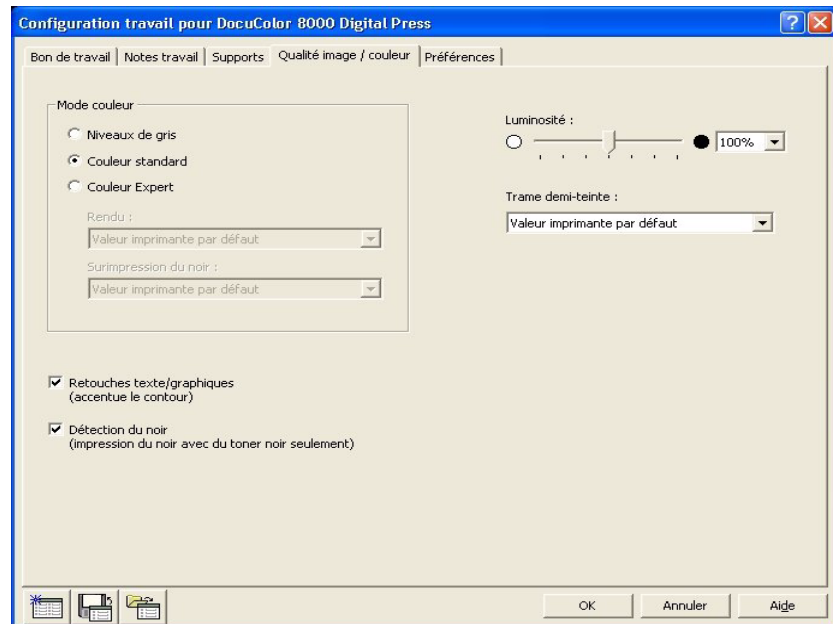 Configuration travail pour DocuColor 8000 Digital Press
Bon de travail
Notes travail
Supports
Qualité image / couleur
Préférences
Mode couleur
Niveaux de gris
Couleur standard
Couleur Expert
Rendu :
Valeur imprimante par défaut
Surimpression du noir :
Valeur imprimante par défaut
Luminosité :
100%
Trame demi-teinte :
Valeur imprimante par défaut
Retouches texte/graphiques
(accentue le contour)
Détection du noir
(impression du noir avec du toner noir seulement)
OK
Annuler
Aide